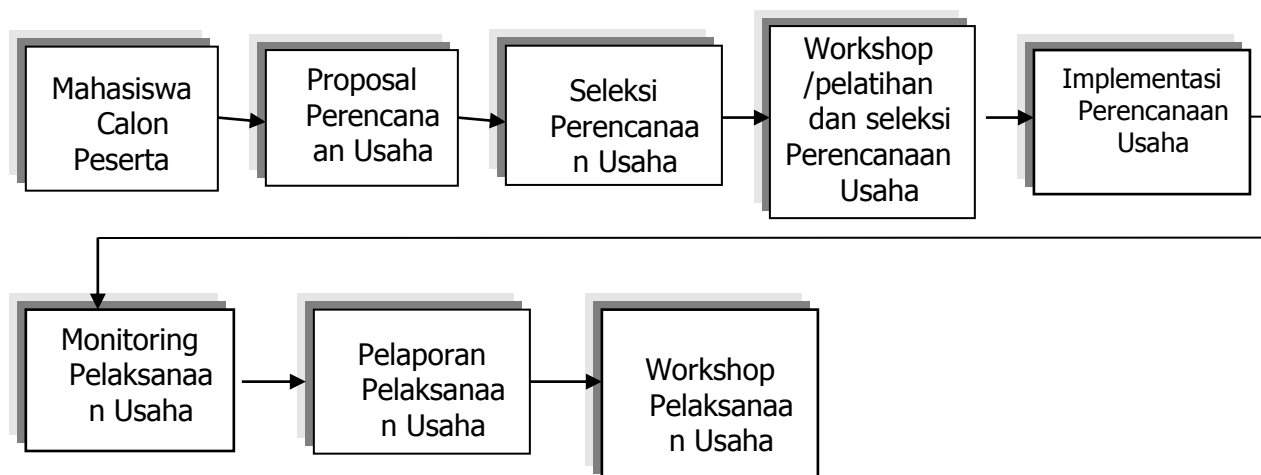 Mahasiswa
Calon
Peserta
Proposal
Perencana
an Usaha
Seleksi
Perencanaa
n Usaha
Workshop
/pelatihan
dan seleksi
Perencanaan
Usaha
Implementasi
Perencanaan
Usaha
Monitoring
Pelaksanaa
n Usaha
Pelaporan
Pelaksanaa
n Usaha
Workshop
Pelaksanaa
n Usaha